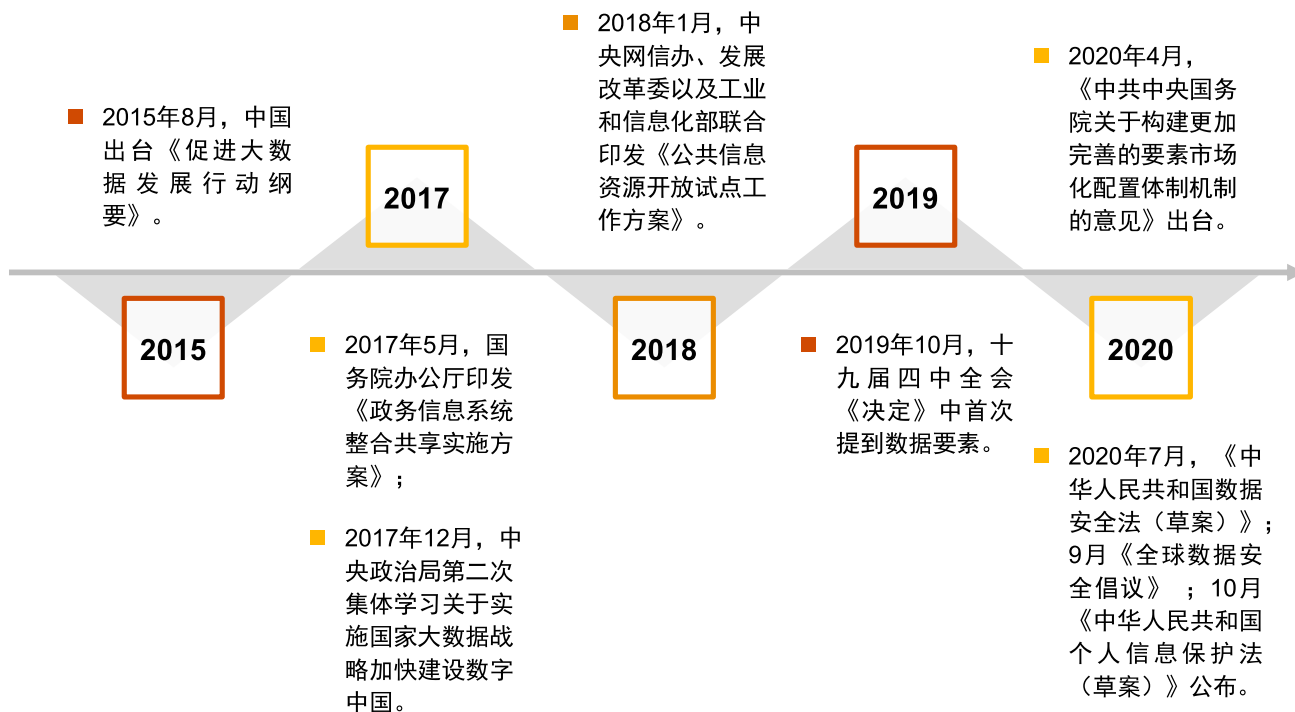 2015年8月，中国
出台《促进大数
据发展行动纲
要》。
2015
2017
2017年5月，国
务院办公厅印发
《政务信息系统
整合共享实施方
案》；
2017年12月，中
央政治局第二次
集体学习关于实
施国家大数据战
略加快建设数字
中国。
2018年1月，中
央网信办、发展
改革委以及工业
和信息化部联合
印发《公共信息
资源开放试点工
作方案》。
2018
2019
2019年10月，十
九届四中全会
《决定》中首次
提到数据要素。
2020年4月，
《中共中央国务
院关于构建更加
完善的要素市场
化配置体制机制
的意见》出台。
2020
2020年7月，《中
华人民共和国数据
安全法（草案）》；
9月《全球数据安
全倡议》 ；10月
《中华人民共和国
个人信息保护法
（草案）》公布。